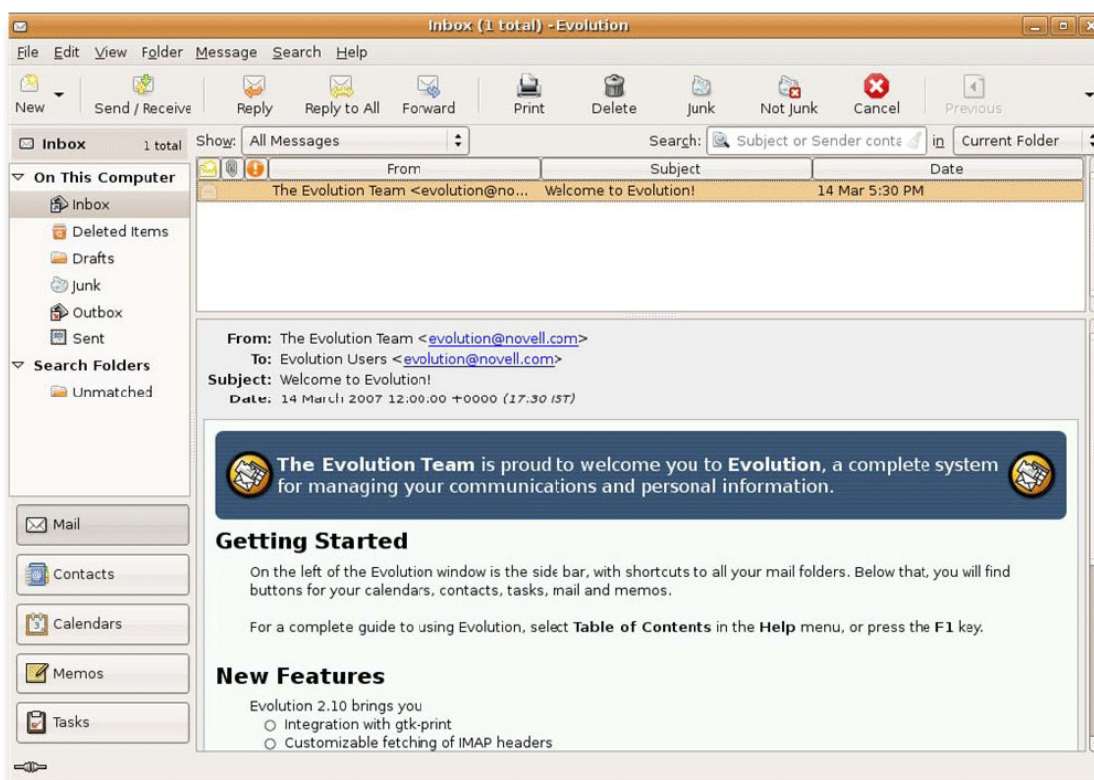 Inbox (1 total) - Evolution
File Edit View Folder Message Search Help
New Send / Receive Reply Reply to All Forward Print Delete Junk Not Junk Cancel Previous
Inbox 1 total
Show: All Messages Search: Subject or Sender conta in Current Folder
On This Computer
Inbox
Deleted Items
Drafts
Junk
Outbox
Sent
Search Folders
Unmatched
Mail
Contacts
Calendars
3
Memos
Tasks
From Subject Date
The Evolution Team <evolution@no... Welcome to Evolution! 14 Mar 5:30 PM
From: The Evolution Team <evolution@novell.com>
To: Evolution Users <evolution@novell.com>
Subject: Welcome to Evolution!
Date: 14 March 2007 12:00:00 +0000 (17:30 IST)
The Evolution Team is proud to welcome you to Evolution, a complete system
for managing your communications and personal information.
Getting Started
On the left of the Evolution window is the side bar, with shortcuts to all your mail folders. Below that, you will find
buttons for your calendars, contacts, tasks, mail and memos.
For a complete guide to using Evolution, select Table of Contents in the Help menu, or press the F1 key.
New Features
Evolution 2.10 brings you
Integration with gtk-print
Customizable fetching of IMAP headers